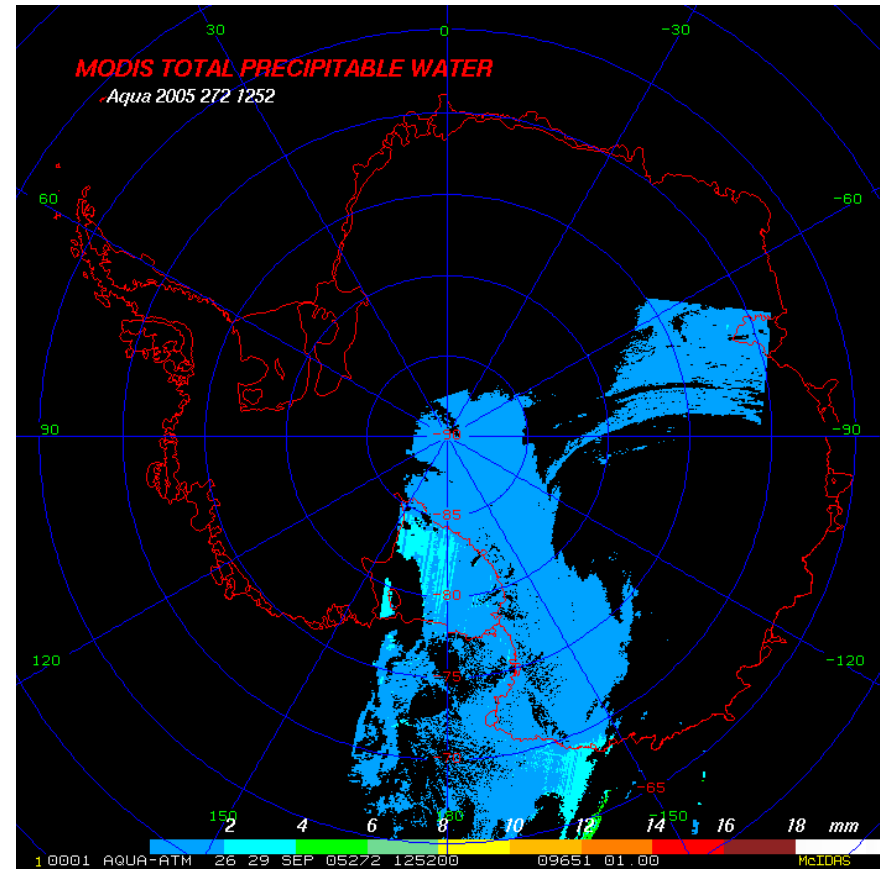 30 0 -30
MODIS TOTAL PRECIPITABLE WATER
Aqua 2005 272 1252
60 -60
90 -90 -90
-85
-80
120 -75 -120
-70
-65
150 180 -150
2 4 6 8 10 12 14 16 18 mm
1 0001 AQUA-ATM 26 29 SEP 05272 125200 09651 01.00 McIDAS